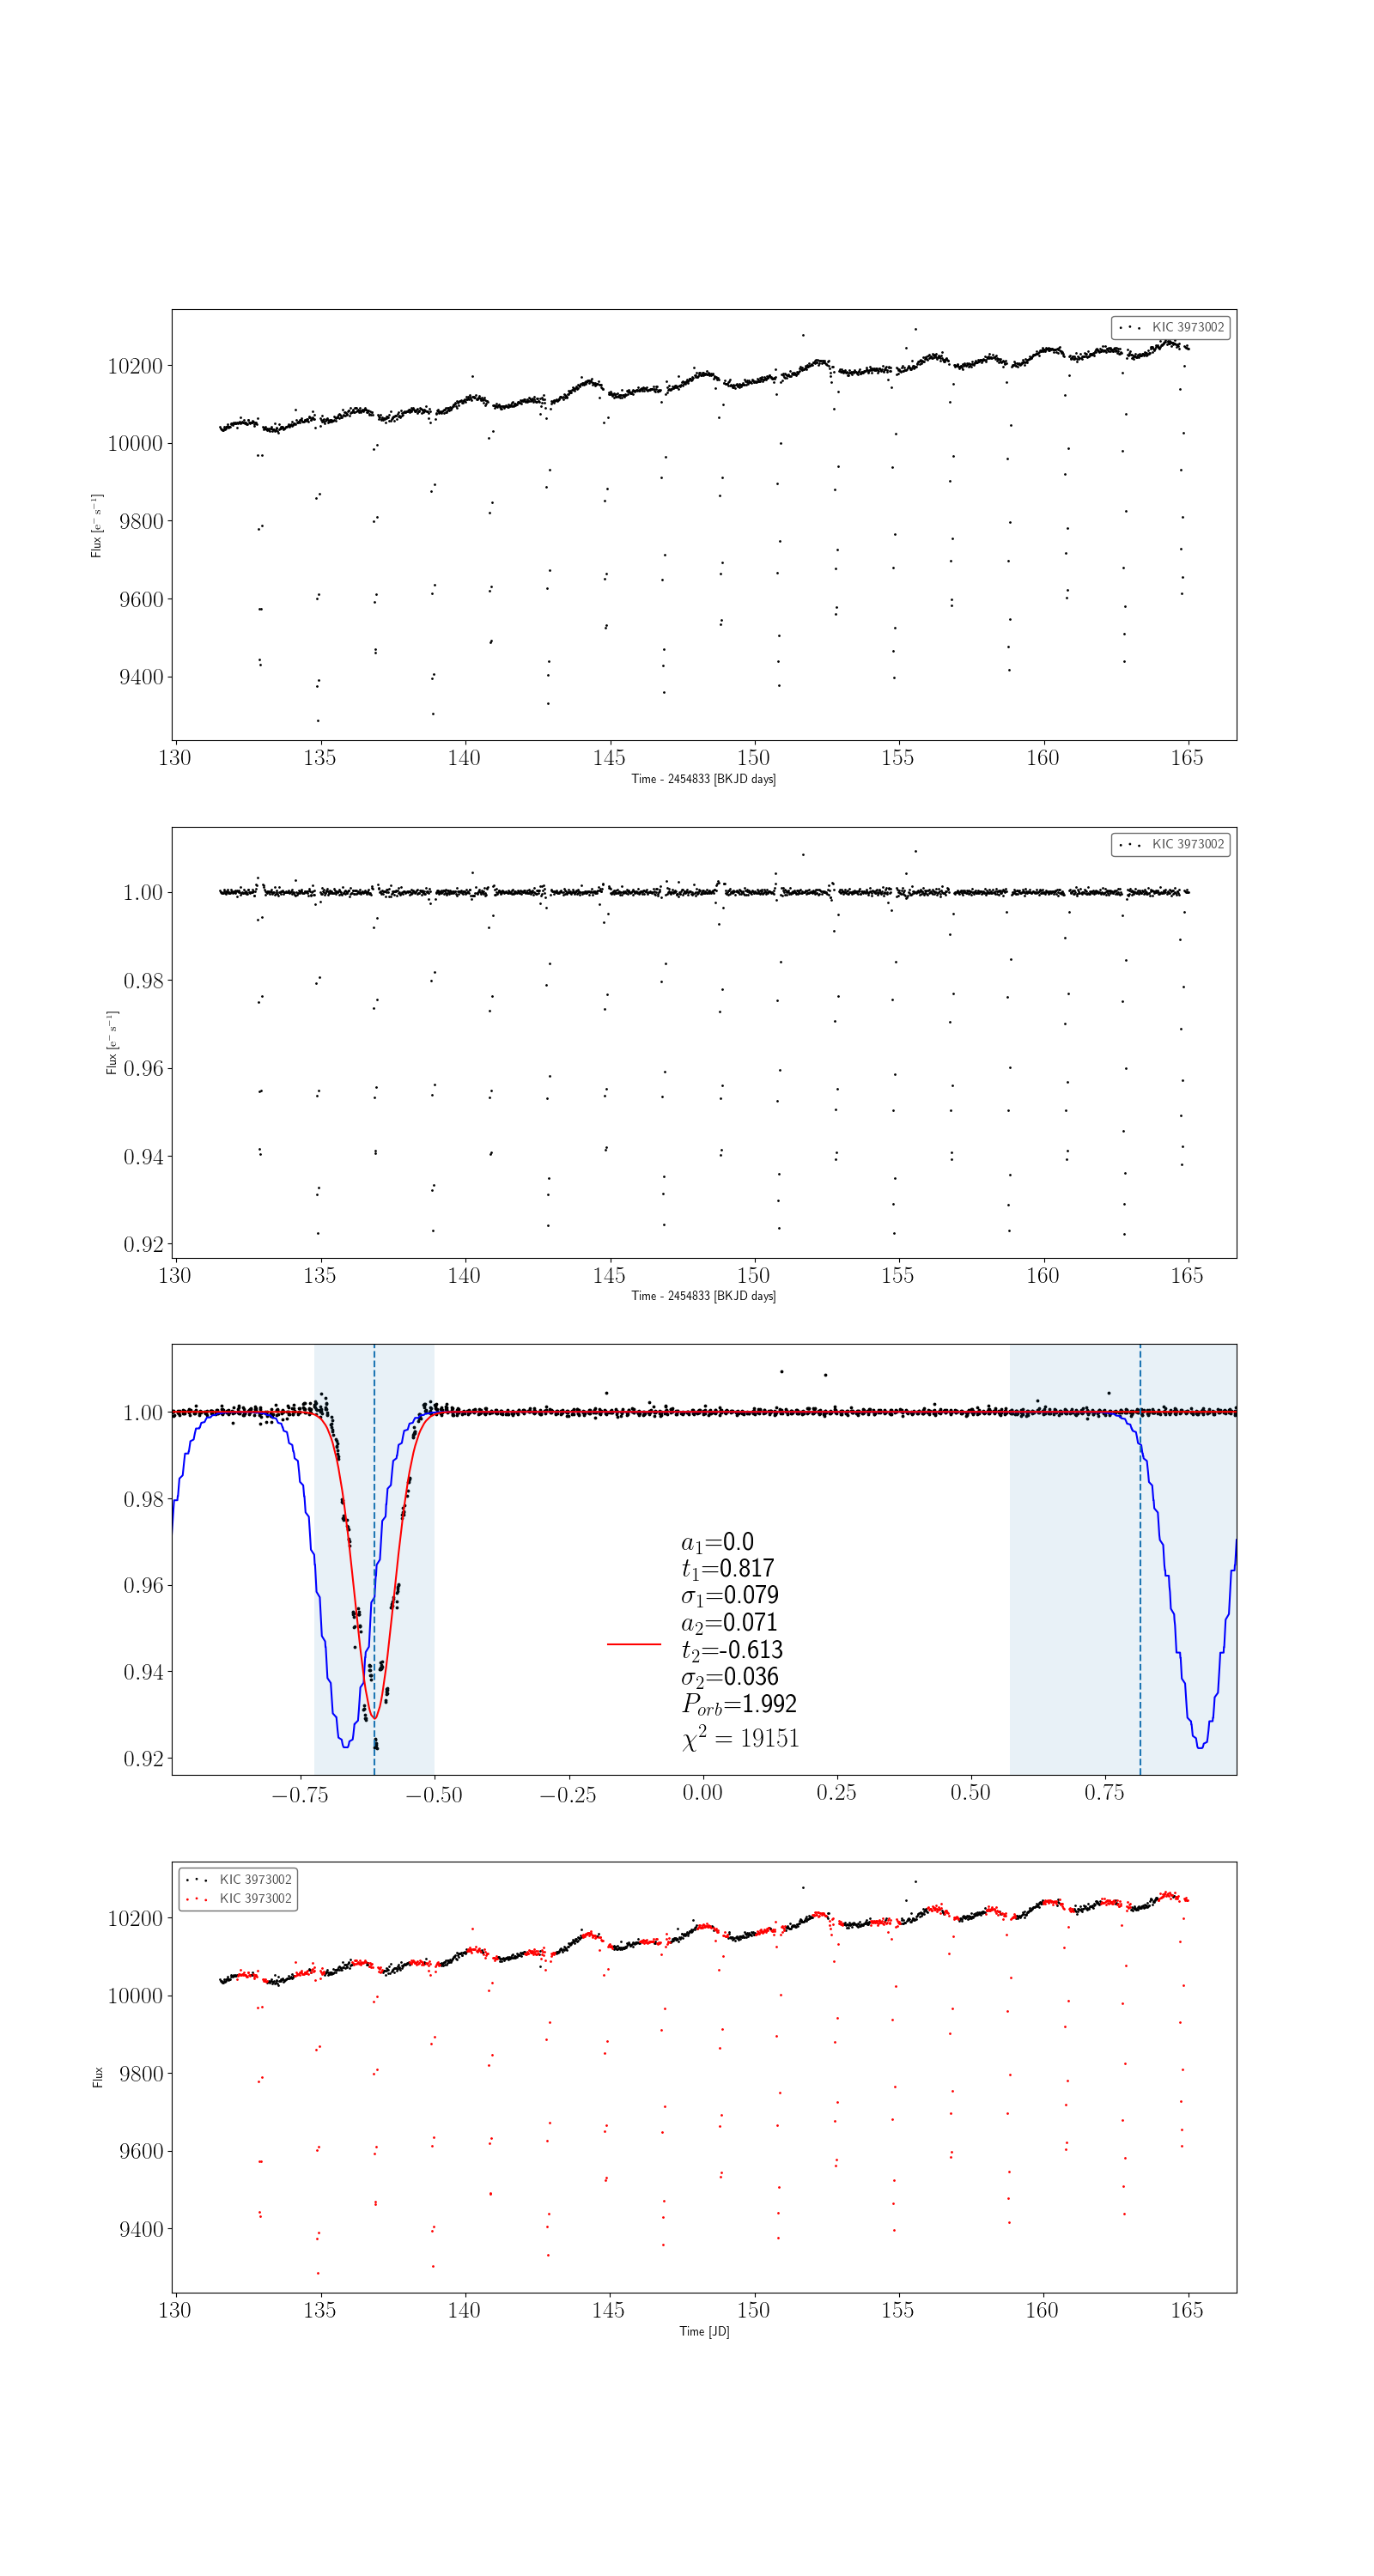 KIC 3973002
10200
10000
9800
9600
9400
Flux [e⁻ s⁻¹]
130 135 140 145 150 155 160 165
Time - 2454833 [BKJD days]
KIC 3973002
1.00
0.98
0.96
0.94
0.92
Flux [e⁻ s⁻¹]
130 135 140 145 150 155 160 165
Time - 2454833 [BKJD days]
1.00
0.98
0.96
0.94
0.92
a₁=0.0
t₁=0.817
σ₁=0.079
a₂=0.071
t₂=-0.613
σ₂=0.036
P_orb=1.992
χ² = 19151
−0.75 −0.50 −0.25 0.00 0.25 0.50 0.75
KIC 3973002
KIC 3973002
10200
10000
9800
9600
9400
Flux
130 135 140 145 150 155 160 165
Time [JD]